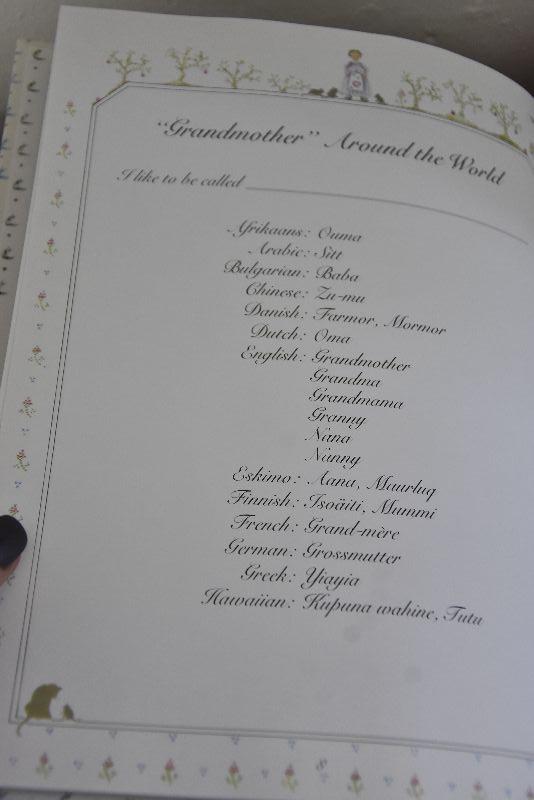 "Grandmother" Around the World
I like to be called
Afrikaans: Ouma
Arabic: Sitt
Bulgarian: Baba
Chinese: Zu-mu
Danish: Farmor, Mormor
Dutch: Oma
English: Grandmother
Grandma
Grandmama
Granny
Nana
Nanny
Eskimo: Aana, Maurluq
Finnish: Isoäiti, Mummi
French: Grand-mère
German: Grossmutter
Greek: Yiayia
Hawaiian: Kupuna wahine, Tutu
8